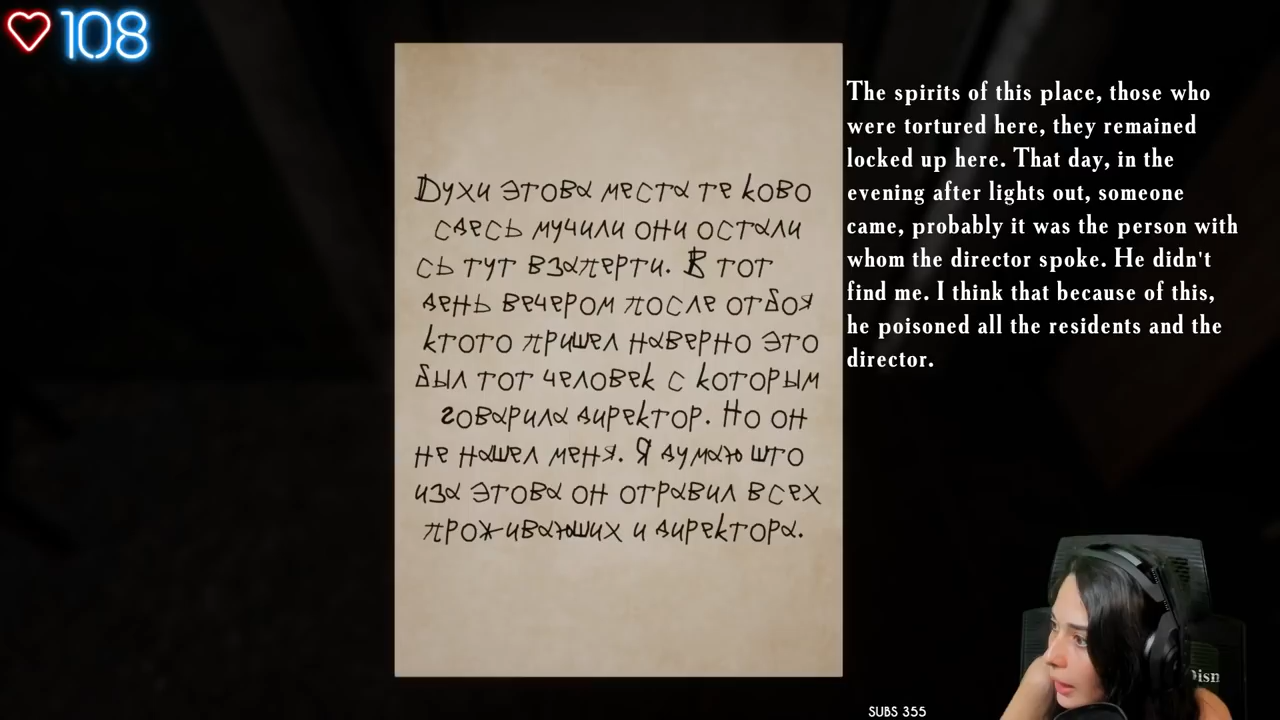 108
Духи этова места те ково
сдесь мучили они остали
сь тут взаперти. В тот
день вечером после отбоя
ктото пришел наверно это
был тот человек с которым
говарила директор. Но он
не нашел меня. Я думаю што
иза этова он отравил всех
проживаюших и директора.
The spirits of this place, those who
were tortured here, they remained
locked up here. That day, in the
evening after lights out, someone
came, probably it was the person with
whom the director spoke. He didn't
find me. I think that because of this,
he poisoned all the residents and the
director.
Disn
SUBS 355